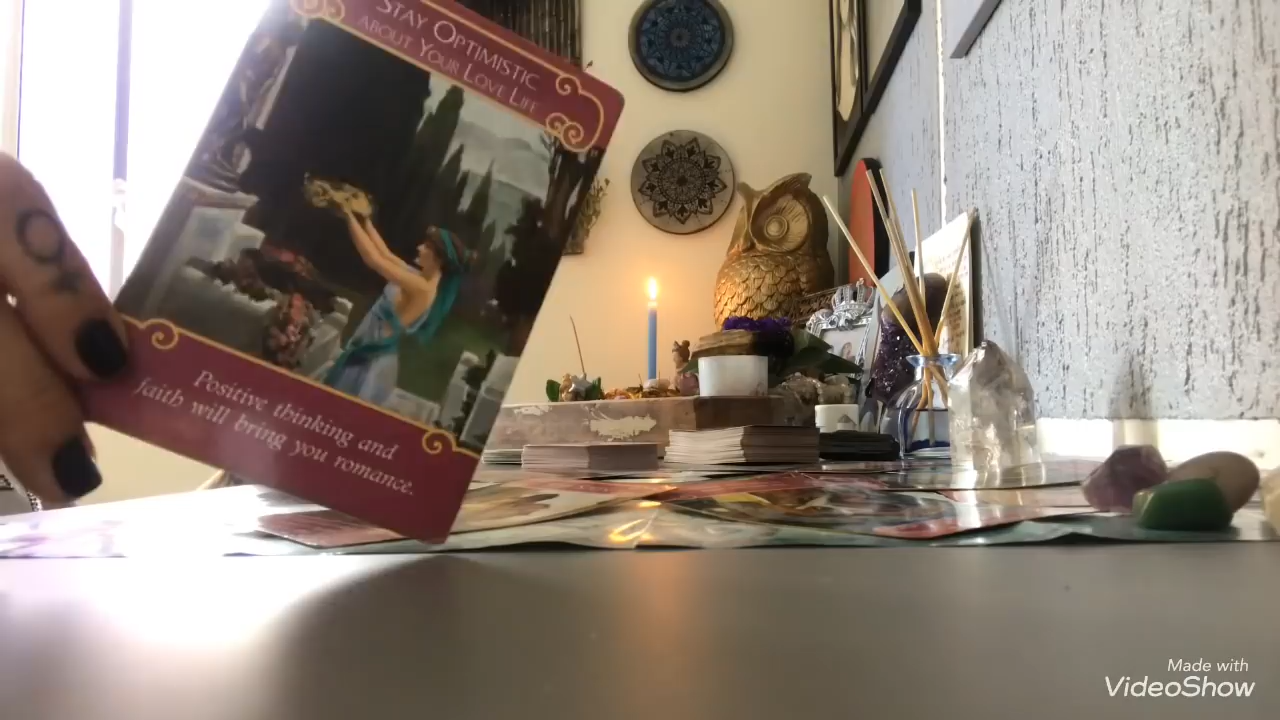 STAY OPTIMISTIC
ABOUT YOUR LOVE LIFE
Positive thinking and
faith will bring you romance.
Made with
VideoShow